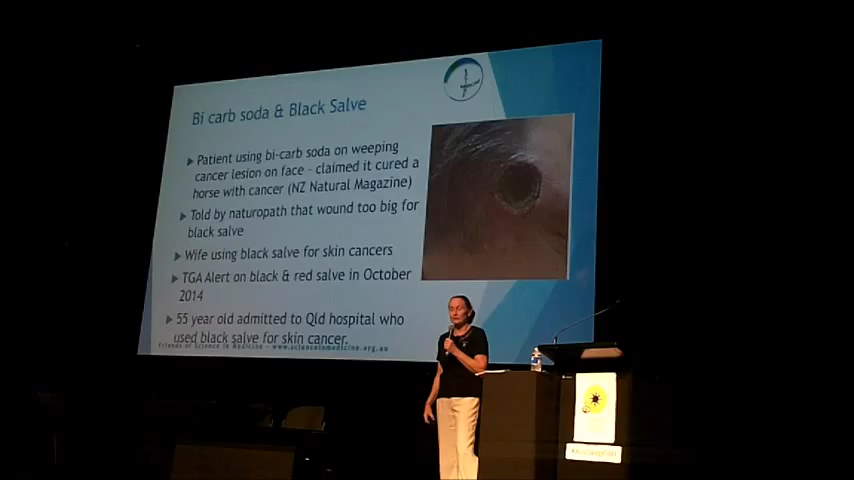 Bi carb soda & Black Salve
Patient using bi-carb soda on weeping
cancer lesion on face - claimed it cured a
horse with cancer (NZ Natural Magazine)
Told by naturopath that wound too big for
black salve
Wife using black salve for skin cancers
TGA Alert on black & red salve in October
2014
55 year old admitted to Qld hospital who
used black salve for skin cancer.
Friends of Science in Medicine - www.scienceinmedicine.org.au